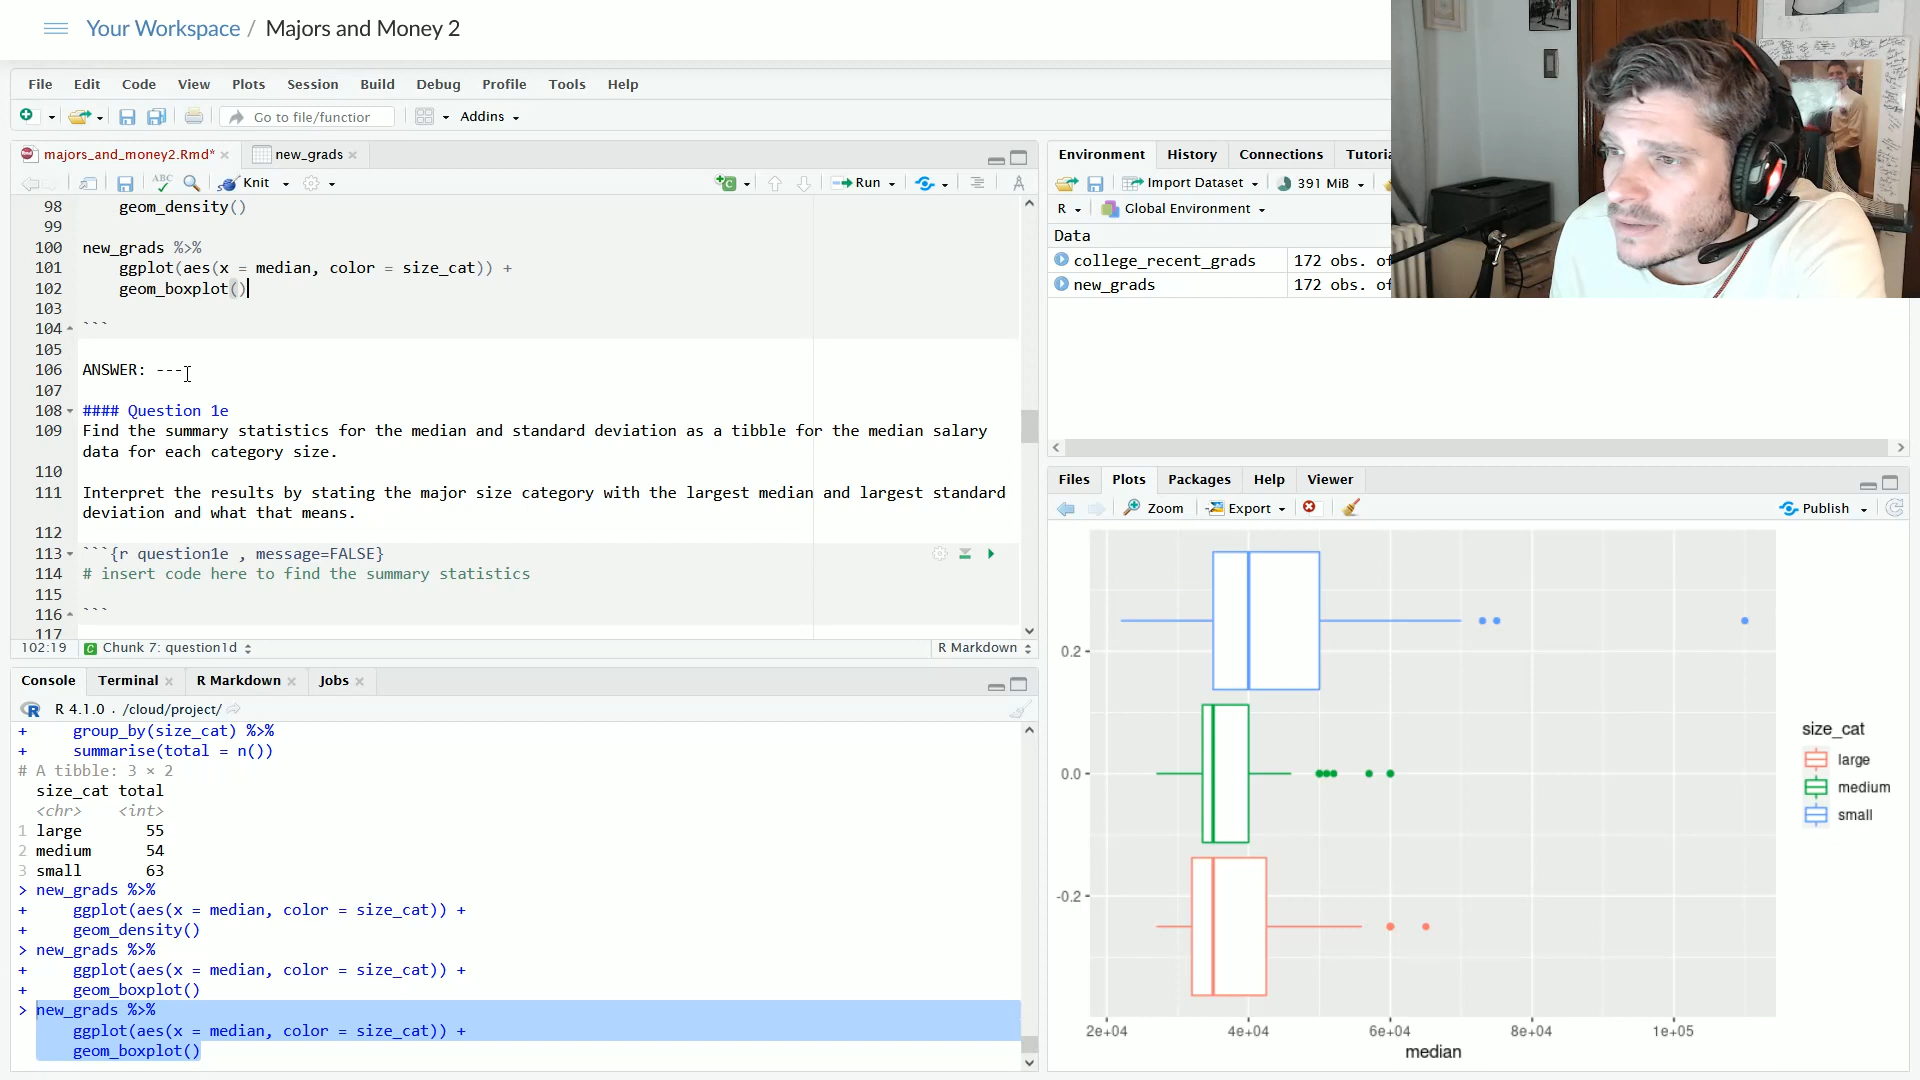 Your Workspace / Majors and Money 2
File Edit Code View Plots Session Build Debug Profile Tools Help
Go to file/function Addins
majors_and_money2.Rmd* new_grads
ABC Knit Run
98 geom_density()
99
100 new_grads %>%
101 ggplot(aes(x = median, color = size_cat)) +
102 geom_boxplot()
103
104 ```
105
106 ANSWER: ---
107
108 #### Question 1e
109 Find the summary statistics for the median and standard deviation as a tibble for the median salary
data for each category size.
110
111 Interpret the results by stating the major size category with the largest median and largest standard
deviation and what that means.
112
113 ```{r question1e , message=FALSE}
114 # insert code here to find the summary statistics
115
116 ```
117
102:19 Chunk 7: question1d R Markdown
Console Terminal R Markdown Jobs
R 4.1.0 · /cloud/project/
+ group_by(size_cat) %>%
+ summarise(total = n())
# A tibble: 3 × 2
size_cat total
<chr> <int>
1 large 55
2 medium 54
3 small 63
> new_grads %>%
+ ggplot(aes(x = median, color = size_cat)) +
+ geom_density()
> new_grads %>%
+ ggplot(aes(x = median, color = size_cat)) +
+ geom_boxplot()
> new_grads %>%
ggplot(aes(x = median, color = size_cat)) +
geom_boxplot()
Environment History Connections
Import Dataset 391 MiB
R Global Environment
Data
college_recent_grads 172 obs. of
new_grads 172 obs. of
Files Plots Packages Help Viewer
Zoom Export Publish
0.2
0.0
-0.2
2e+04 4e+04 6e+04 8e+04 1e+05
median
size_cat
large
medium
small